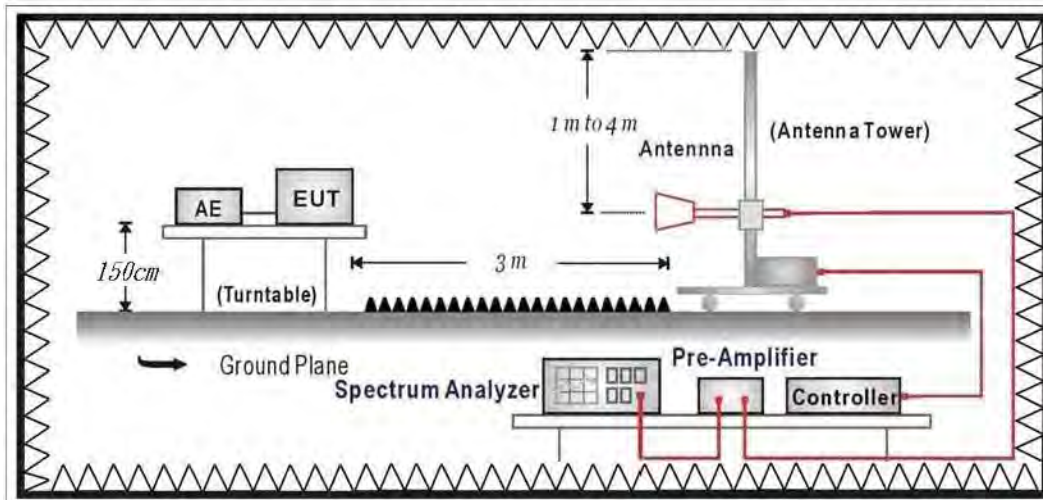 1 m to 4 m
(Antenna Tower)
Antennna
EUT
AE
150cm
3 m
(Turntable)
Ground Plane
Pre-Amplifier
Spectrum Analyzer
Controller